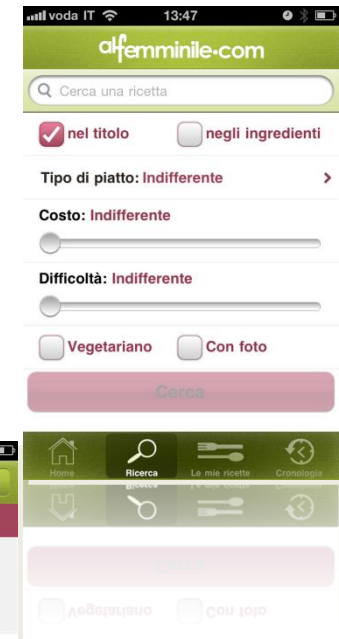 voda IT 13:47
alfemminile.com
Cerca una ricetta
nel titolo negli ingredienti
Tipo di piatto: Indifferente
Costo: Indifferente
Difficoltà: Indifferente
Vegetariano Con foto
Cerca
Home Ricerca Le mie ricette Cronologia